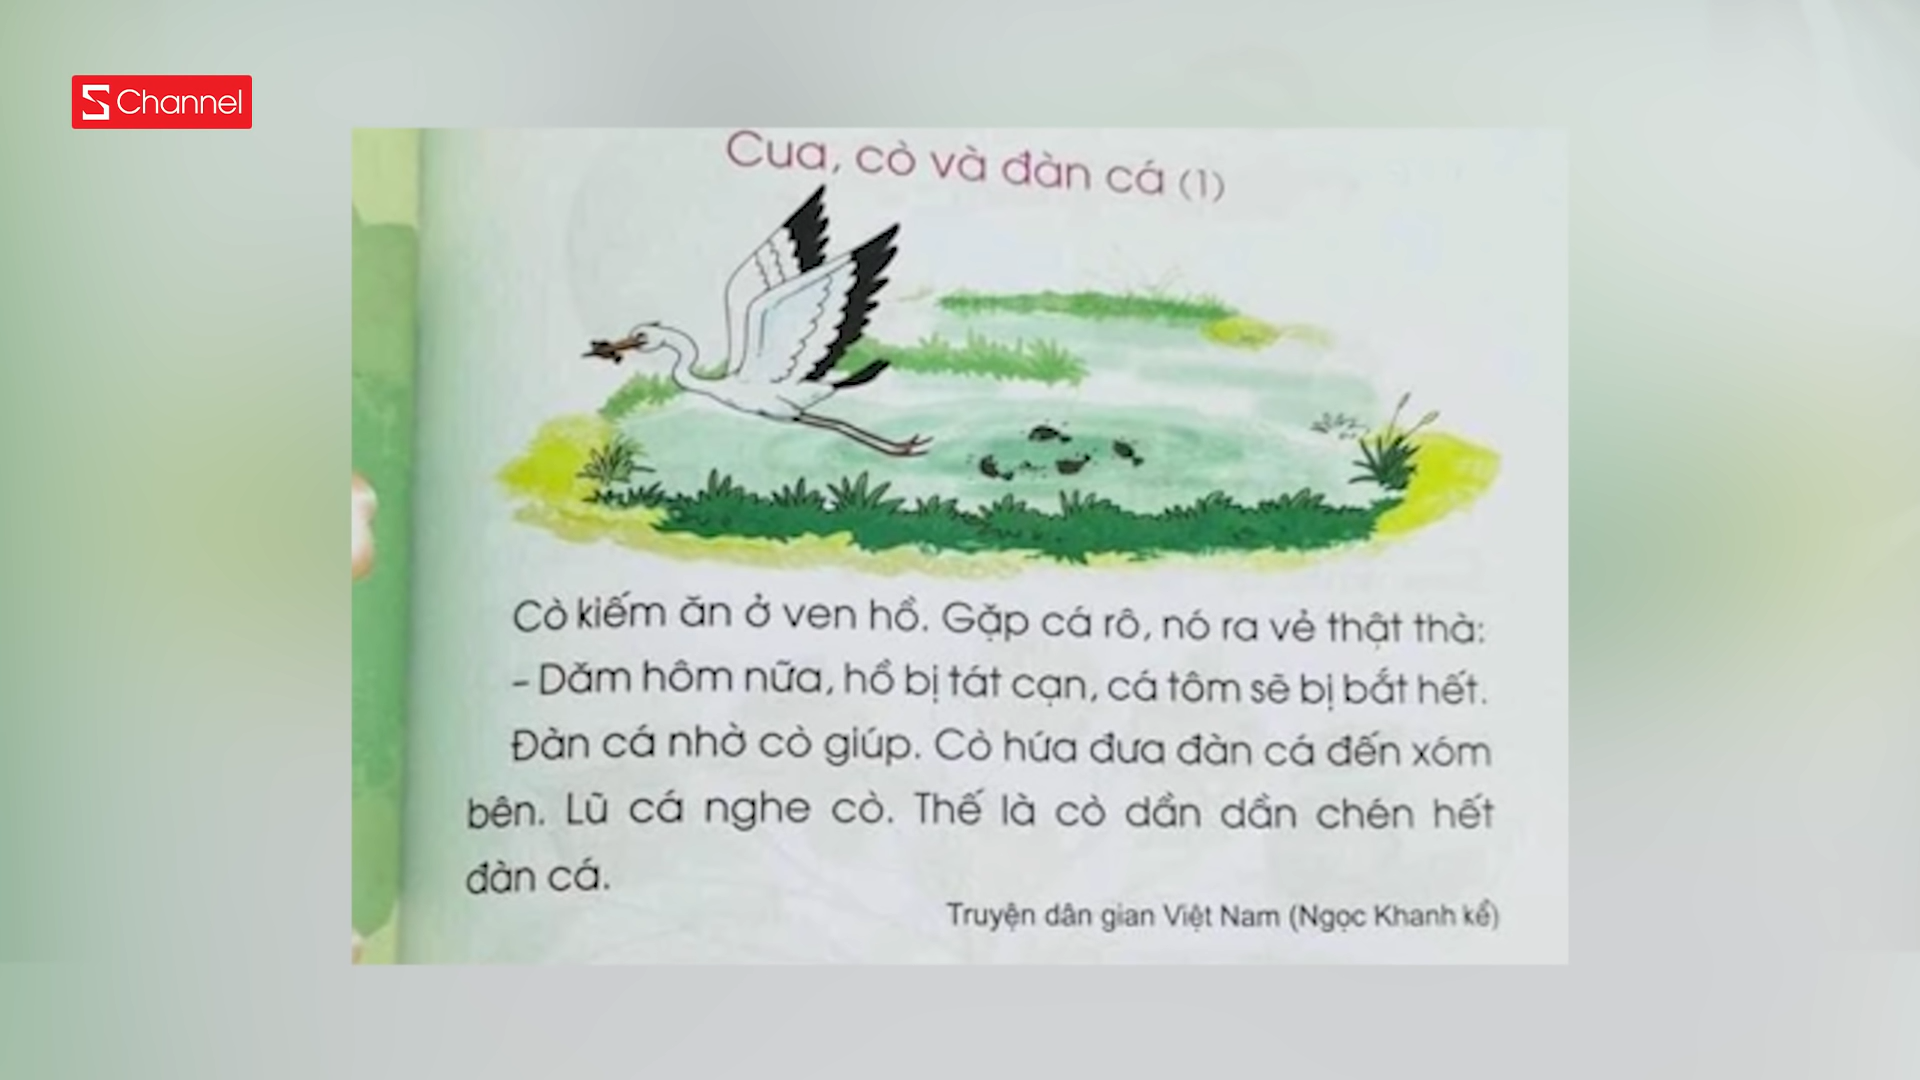 S Channel
Cua, cò và đàn cá (1)
Cò kiếm ăn ở ven hồ. Gặp cá rô, nó ra vẻ thật thà:
– Dăm hôm nữa, hồ bị tát cạn, cá tôm sẽ bị bắt hết.
Đàn cá nhờ cò giúp. Cò hứa đưa đàn cá đến xóm
bên. Lũ cá nghe cò. Thế là cò dần dần chén hết
đàn cá.
Truyện dân gian Việt Nam (Ngọc Khanh kể)